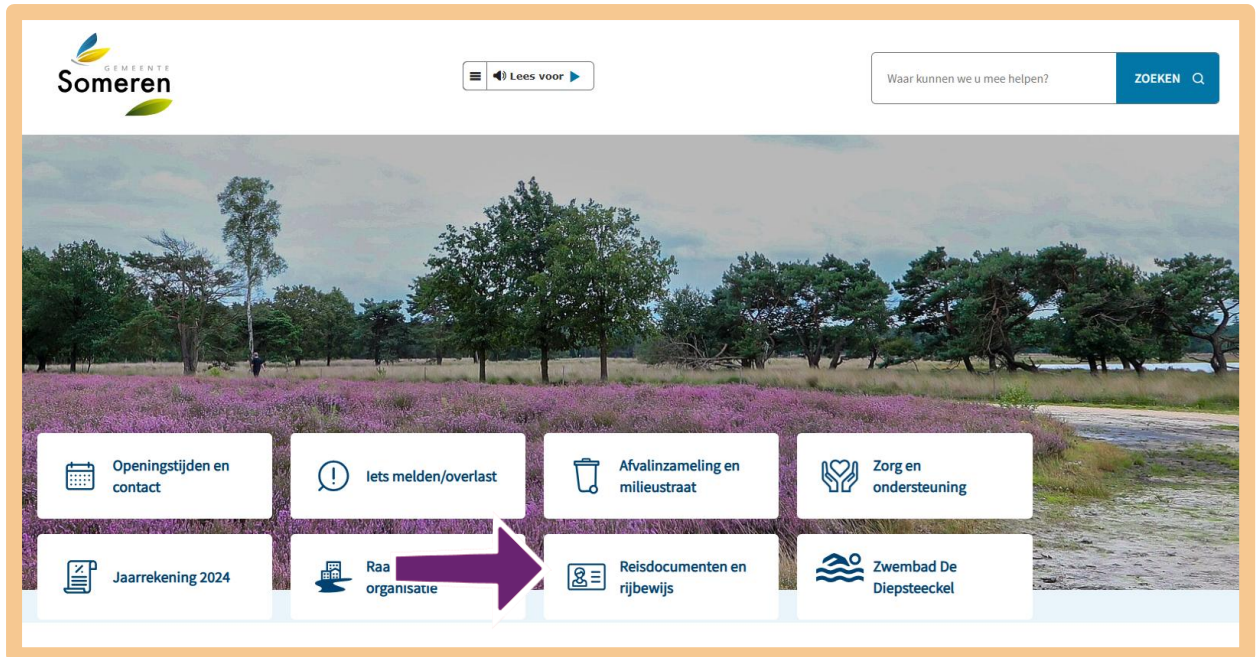 GEMEENTE
Someren
Lees voor
Waar kunnen we u mee helpen?
ZOEKEN
Openingstijden en
contact
Iets melden/overlast
Afvalinzameling en
milieustraat
Zorg en
ondersteuning
Jaarrekening 2024
Raa
organisatie
Reisdocumenten en
rijbewijs
Zwembad De
Diepsteeckel